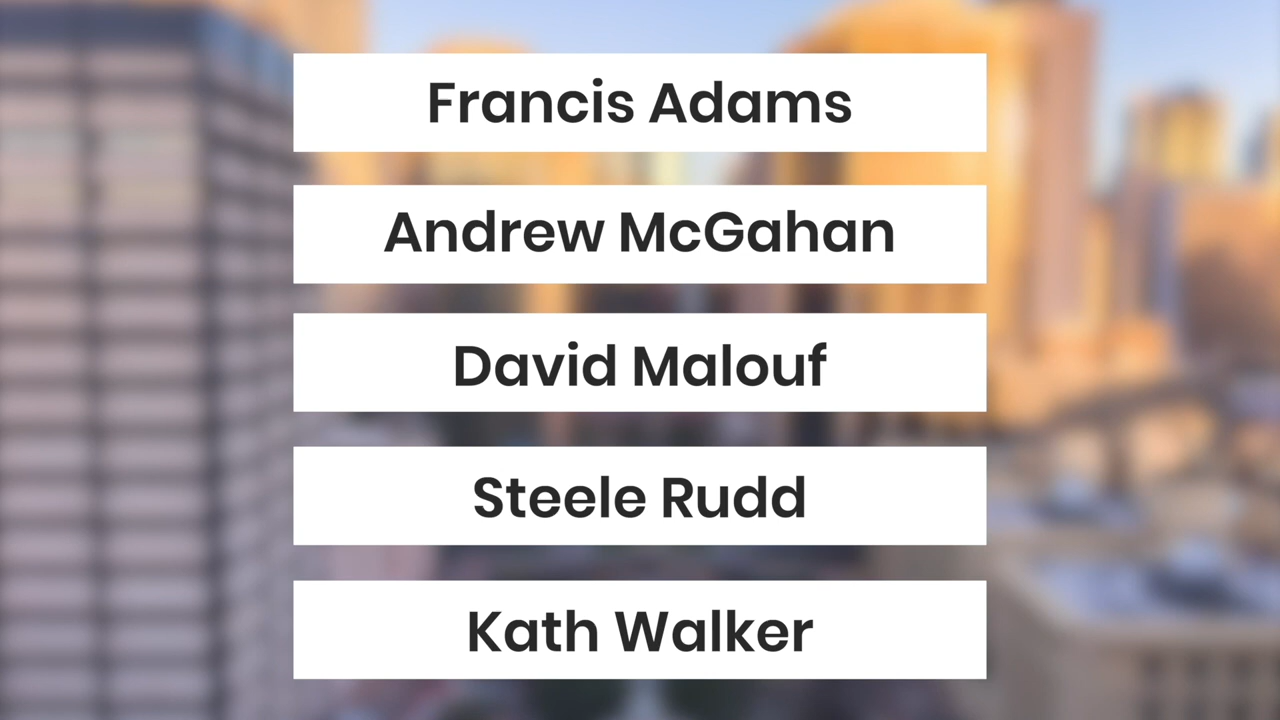 Francis Adams
Andrew McGahan
David Malouf
Steele Rudd
Kath Walker